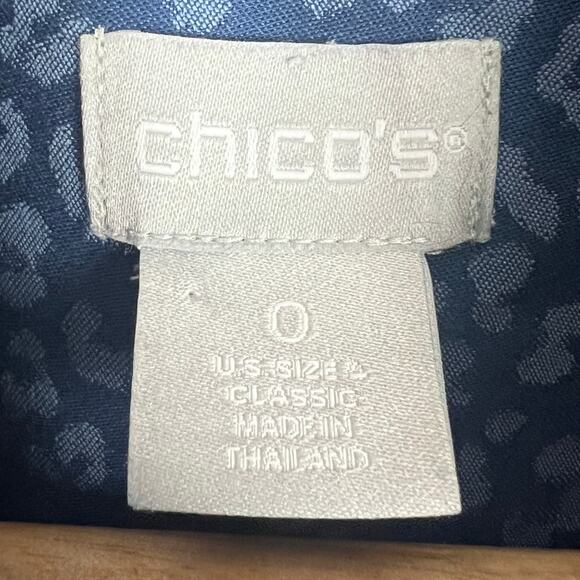 chico's®
0
U.S. SIZE 4
CLASSIC
MADE IN
THAILAND